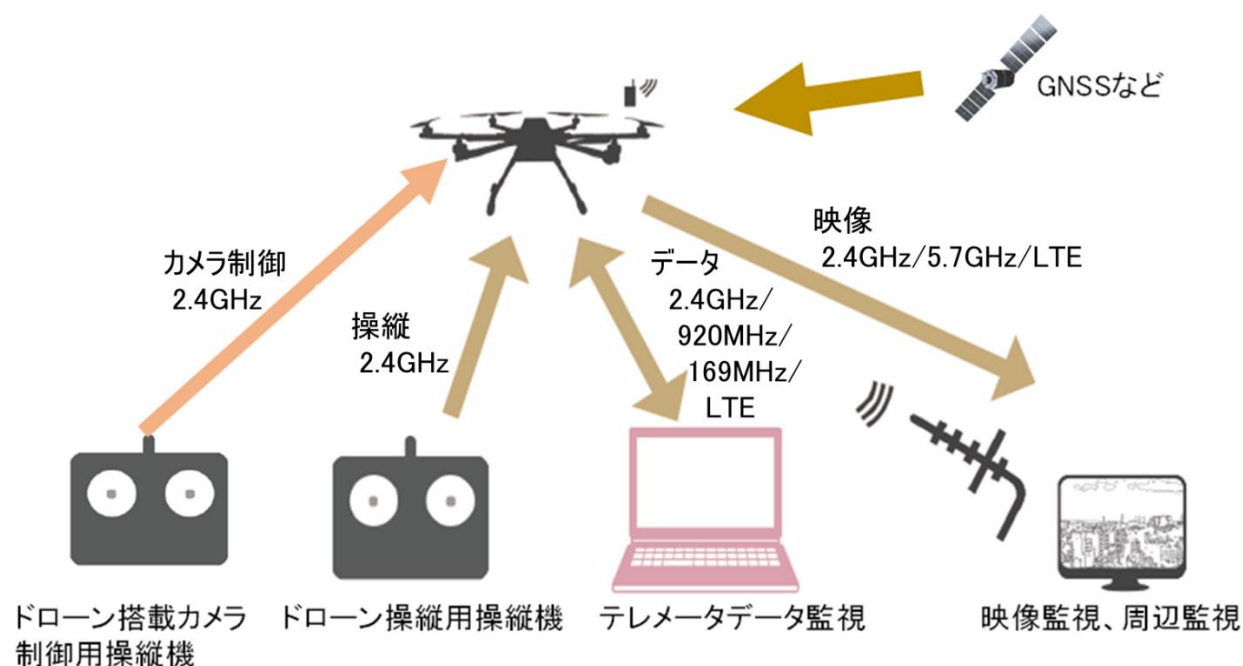 GNSSなど
映像
2.4GHz/5.7GHz/LTE
カメラ制御
2.4GHz
データ
2.4GHz/
920MHz/
169MHz/
LTE
操縦
2.4GHz
ドローン搭載カメラ
制御用操縦機
ドローン操縦用操縦機
テレメータデータ監視
映像監視、周辺監視